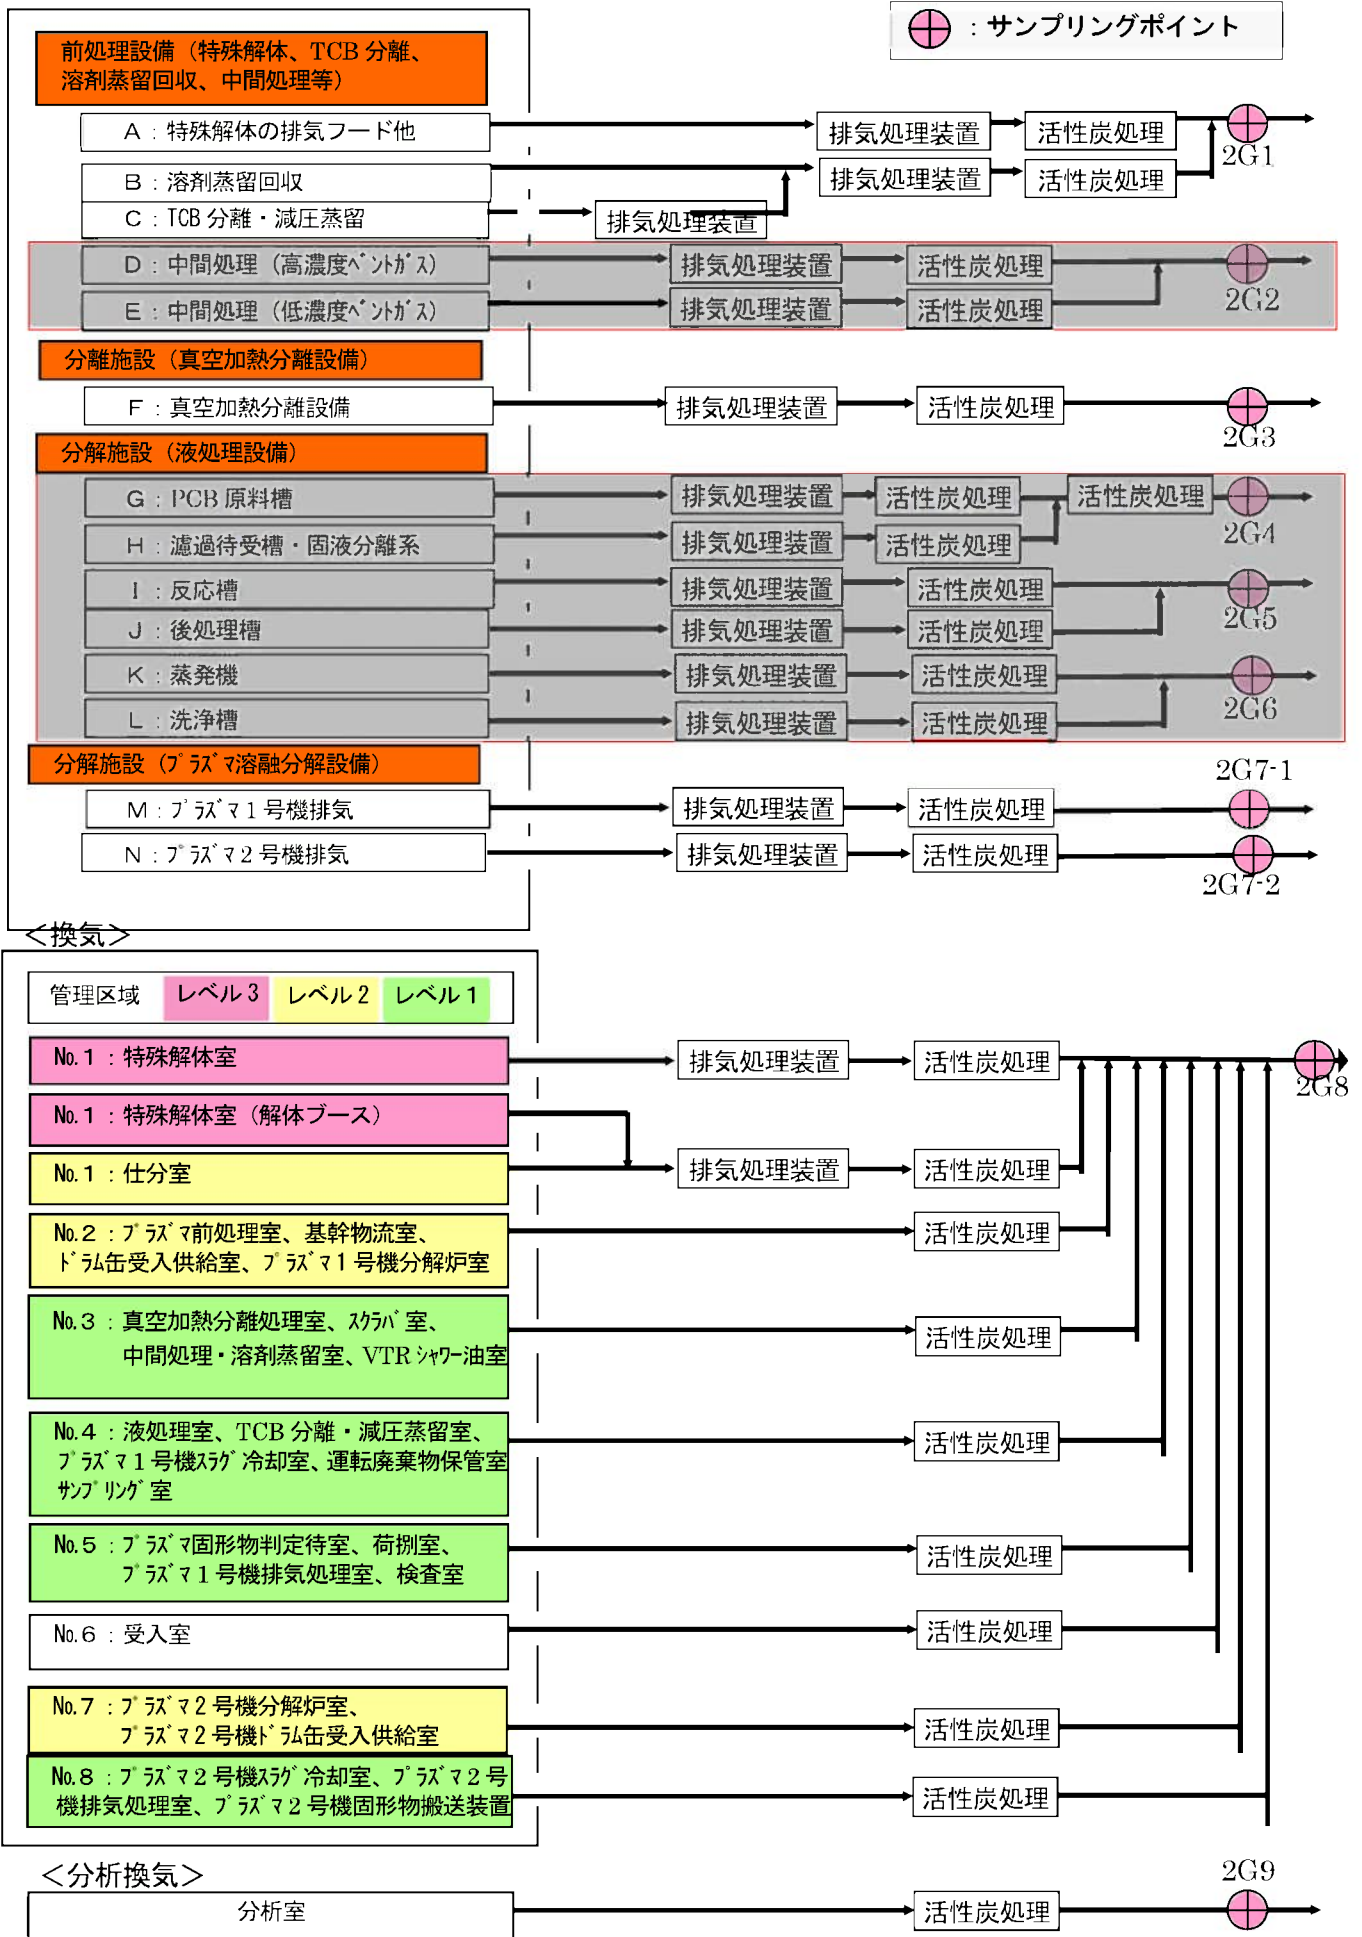 ：サンプリングポイント
前処理設備（特殊解体、TCB 分離、
溶剤蒸留回収、中間処理等）
A：特殊解体の排気フード他
排気処理装置
活性炭処理
2G1
B：溶剤蒸留回収
排気処理装置
活性炭処理
C：TCB 分離・減圧蒸留
排気処理装置
D：中間処理（高濃度ﾍﾞﾝﾄｶﾞｽ）
排気処理装置
活性炭処理
2G2
E：中間処理（低濃度ﾍﾞﾝﾄｶﾞｽ）
排気処理装置
活性炭処理
分離施設（真空加熱分離設備）
F：真空加熱分離設備
排気処理装置
活性炭処理
2G3
分解施設（液処理設備）
G：PCB 原料槽
排気処理装置
活性炭処理
活性炭処理
2G4
H：濾過待受槽・固液分離系
排気処理装置
活性炭処理
I：反応槽
排気処理装置
活性炭処理
2G5
J：後処理槽
排気処理装置
活性炭処理
K：蒸発機
排気処理装置
活性炭処理
2G6
L：洗浄槽
排気処理装置
活性炭処理
分解施設（ﾌﾟﾗｽﾞﾏ溶融分解設備）
2G7-1
M：ﾌﾟﾗｽﾞﾏ1 号機排気
排気処理装置
活性炭処理
N：ﾌﾟﾗｽﾞﾏ2 号機排気
排気処理装置
活性炭処理
2G7-2
＜換気＞
管理区域
レベル 3
レベル 2
レベル 1
№1：特殊解体室
排気処理装置
活性炭処理
2G8
№1：特殊解体室（解体ブース）
№1：仕分室
排気処理装置
活性炭処理
№2：ﾌﾟﾗｽﾞﾏ前処理室、基幹物流室、
ﾄﾞﾗﾑ缶受入供給室、ﾌﾟﾗｽﾞﾏ1 号機分解炉室
活性炭処理
№3：真空加熱分離処理室、ｽｸﾗﾊﾞ室、
中間処理・溶剤蒸留室、VTR ｼｬﾜｰ油室
活性炭処理
№4：液処理室、TCB 分離・減圧蒸留室、
ﾌﾟﾗｽﾞﾏ1 号機ｽﾗｸﾞ冷却室、運転廃棄物保管室
ｻﾝﾌﾟﾘﾝｸﾞ室
活性炭処理
№5：ﾌﾟﾗｽﾞﾏ固形物判定待室、荷捌室、
ﾌﾟﾗｽﾞﾏ1 号機排気処理室、検査室
活性炭処理
№6：受入室
活性炭処理
№7：ﾌﾟﾗｽﾞﾏ2 号機分解炉室、
ﾌﾟﾗｽﾞﾏ2 号機ﾄﾞﾗﾑ缶受入供給室
活性炭処理
№8：ﾌﾟﾗｽﾞﾏ2 号機ｽﾗｸﾞ冷却室、ﾌﾟﾗｽﾞﾏ2 号
機排気処理室、ﾌﾟﾗｽﾞﾏ2 号機固形物搬送装置
活性炭処理
＜分析換気＞
2G9
分析室
活性炭処理